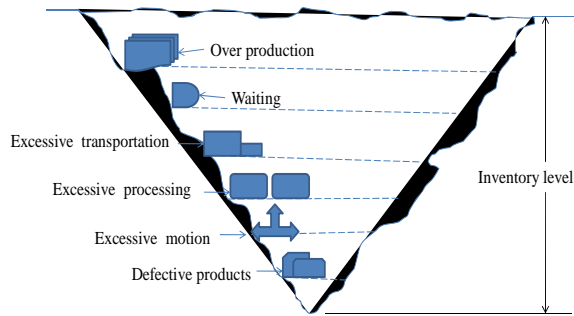 Over production
Waiting
Excessive transportation
Excessive processing
Inventory level
Excessive motion
Defective products